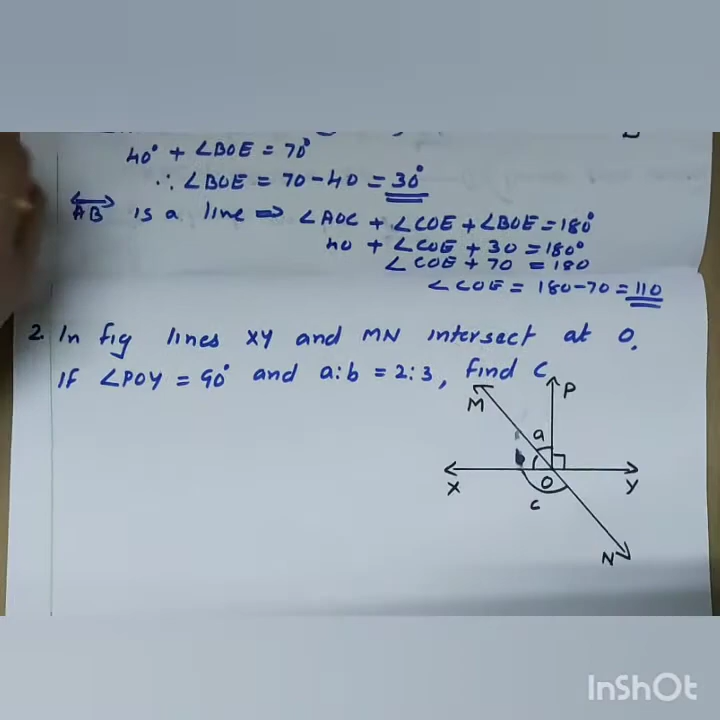 40° + ∠BOE = 70°
∴ ∠BOE = 70-40 = 30°
AB is a line ⇒ ∠AOC + ∠COE + ∠BOE = 180°
40 + ∠COE + 30 = 180°
∠COE + 70 = 180
∠COE = 180-70 = 110
2. In fig lines XY and MN intersect at O.
If ∠POY = 90° and a:b = 2:3, Find C
M
P
a
b
X
O
Y
c
N
InShOt